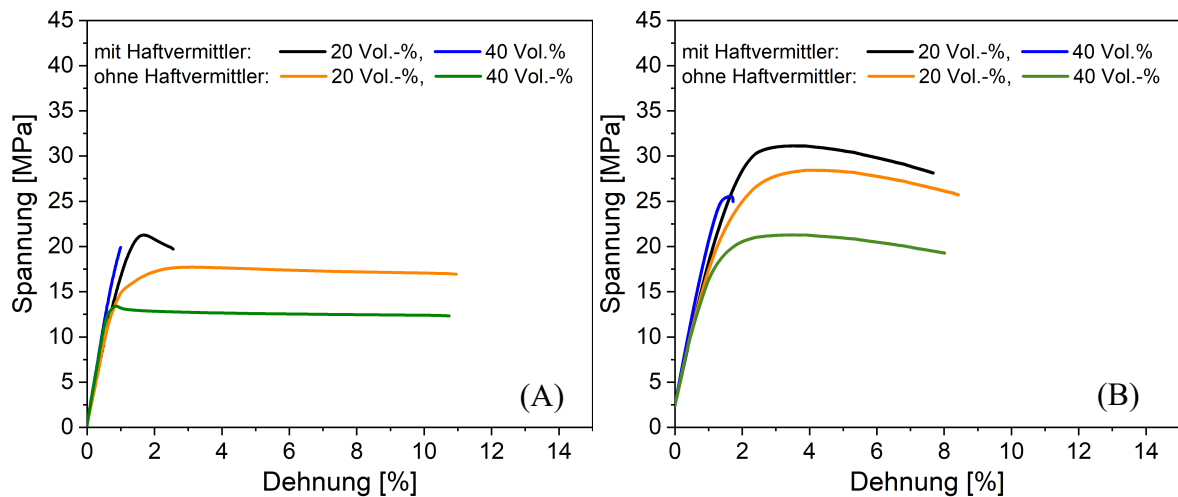 45
40
35
30
25
20
15
10
5
0
Spannung [MPa]
mit Haftvermittler: 20 Vol.-%, 40 Vol.%
ohne Haftvermittler: 20 Vol.-%, 40 Vol.-%
(A)
0 2 4 6 8 10 12 14
Dehnung [%]
45
40
35
30
25
20
15
10
5
0
Spannung [MPa]
mit Haftvermittler: 20 Vol.-%, 40 Vol.%
ohne Haftvermittler: 20 Vol.-%, 40 Vol.-%
(B)
0 2 4 6 8 10 12 14
Dehnung [%]